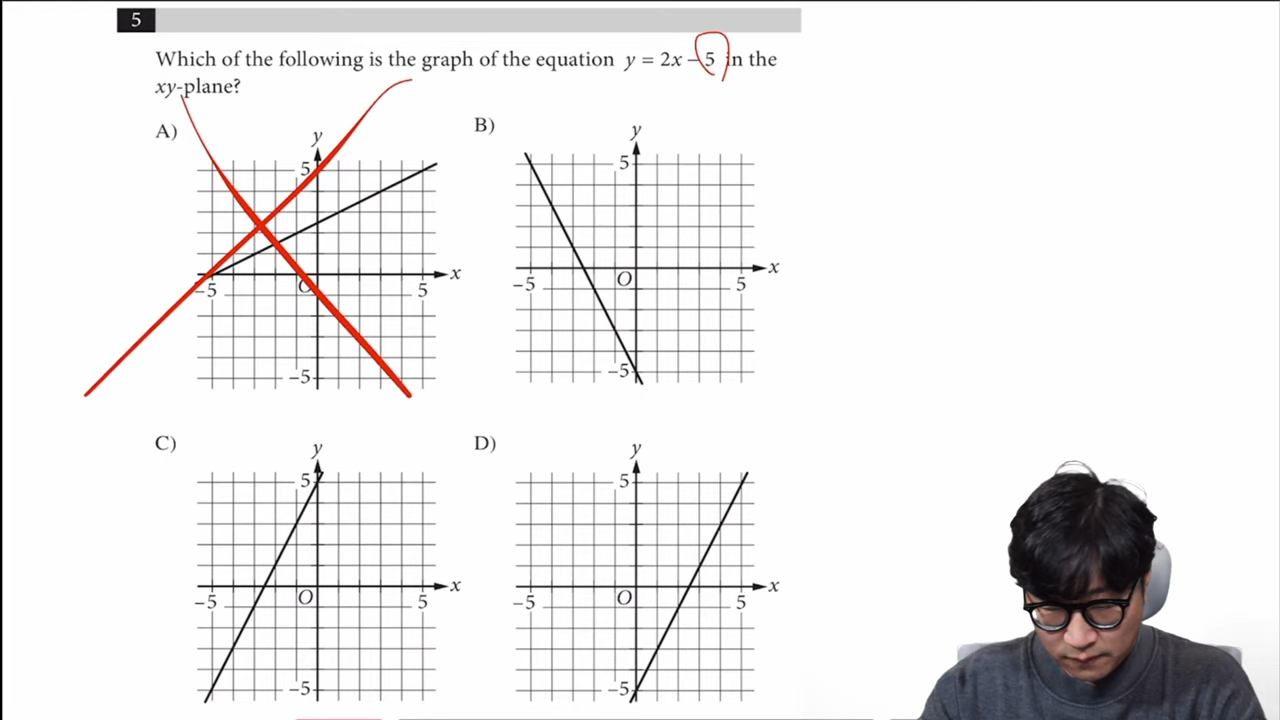 5
Which of the following is the graph of the equation y = 2x – 5 in the
xy-plane?
A)
y
5
–5
O
5
x
–5
B)
y
5
–5
O
5
x
–5
C)
y
5
–5
O
5
x
–5
D)
y
5
–5
O
5
x
–5